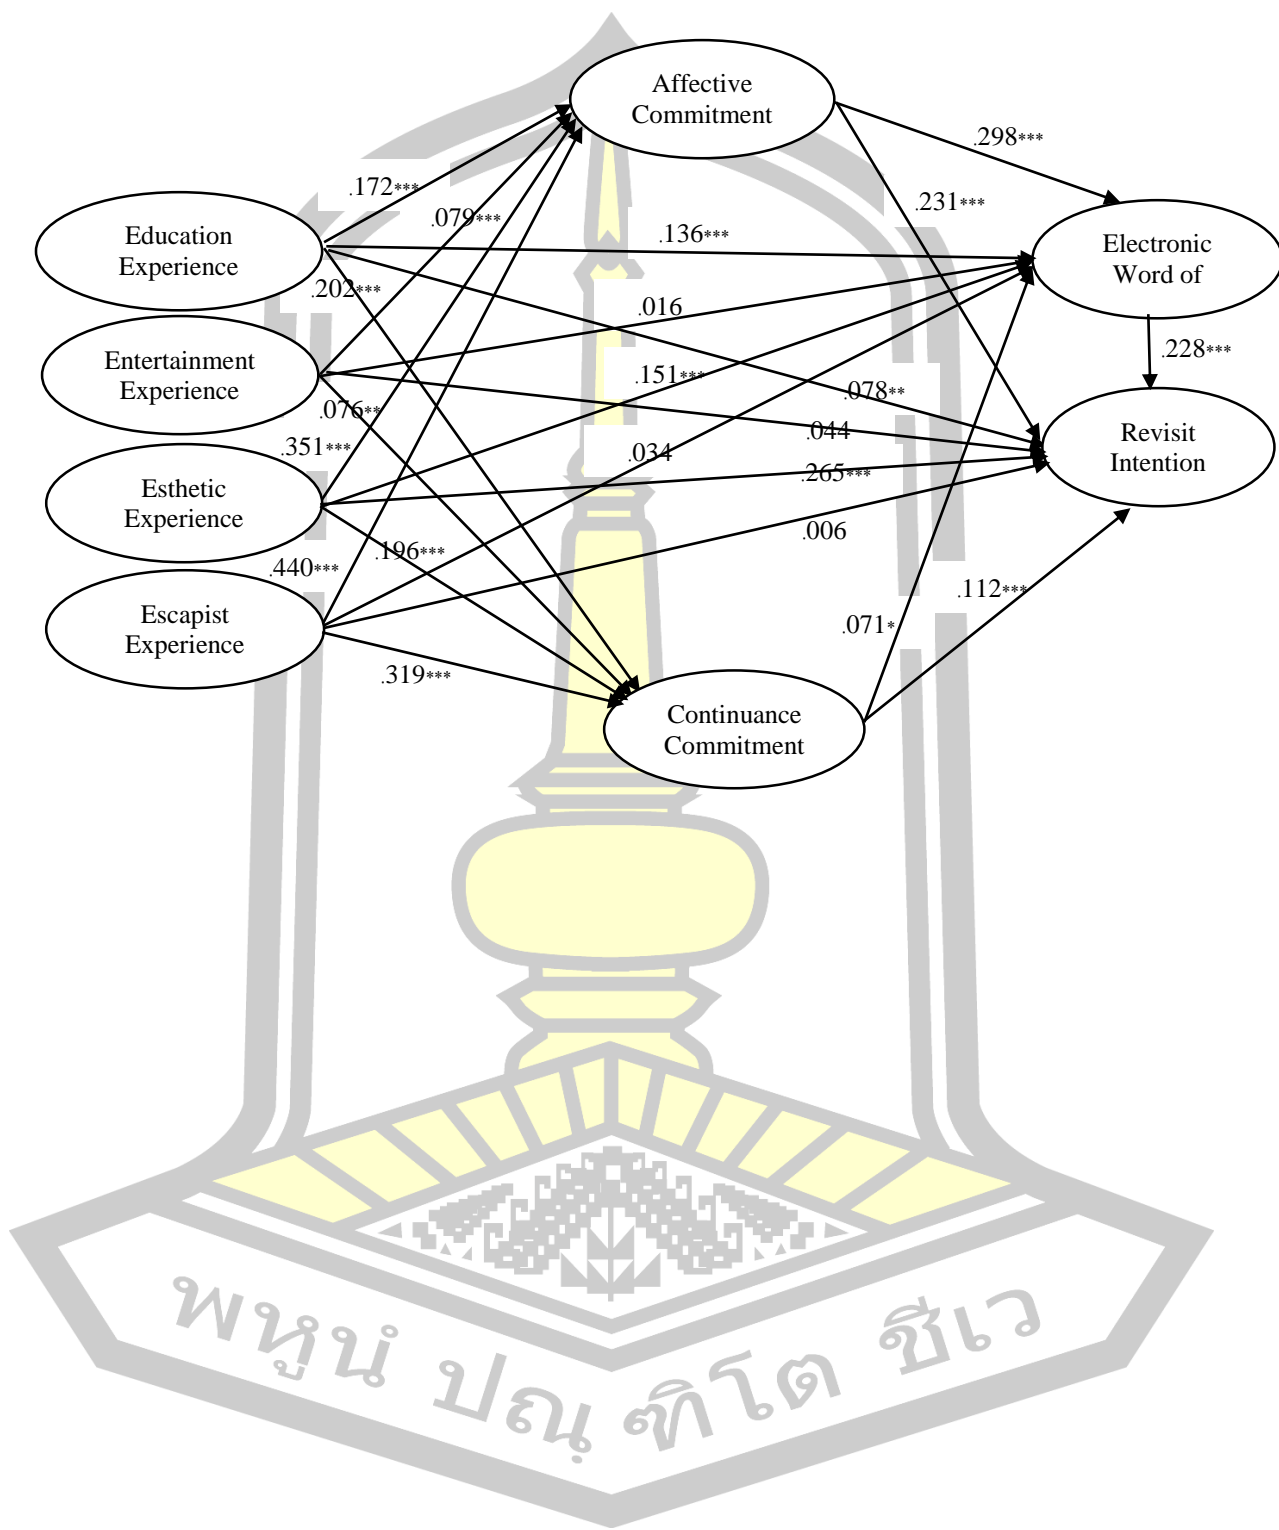 Affective
Commitment
.298***
.172***
.231***
.079***
.136***
Education
Experience
Electronic
Word of
.202***
.016
.228***
Entertainment
Experience
.151***
.078**
.076**
.044
.351***
.034
Revisit
Intention
.265***
Esthetic
Experience
.006
.196***
.440***
.112***
Escapist
Experience
.071*
.319***
Continuance
Commitment
พหูนํ ปณฺฑิโต ชีเว